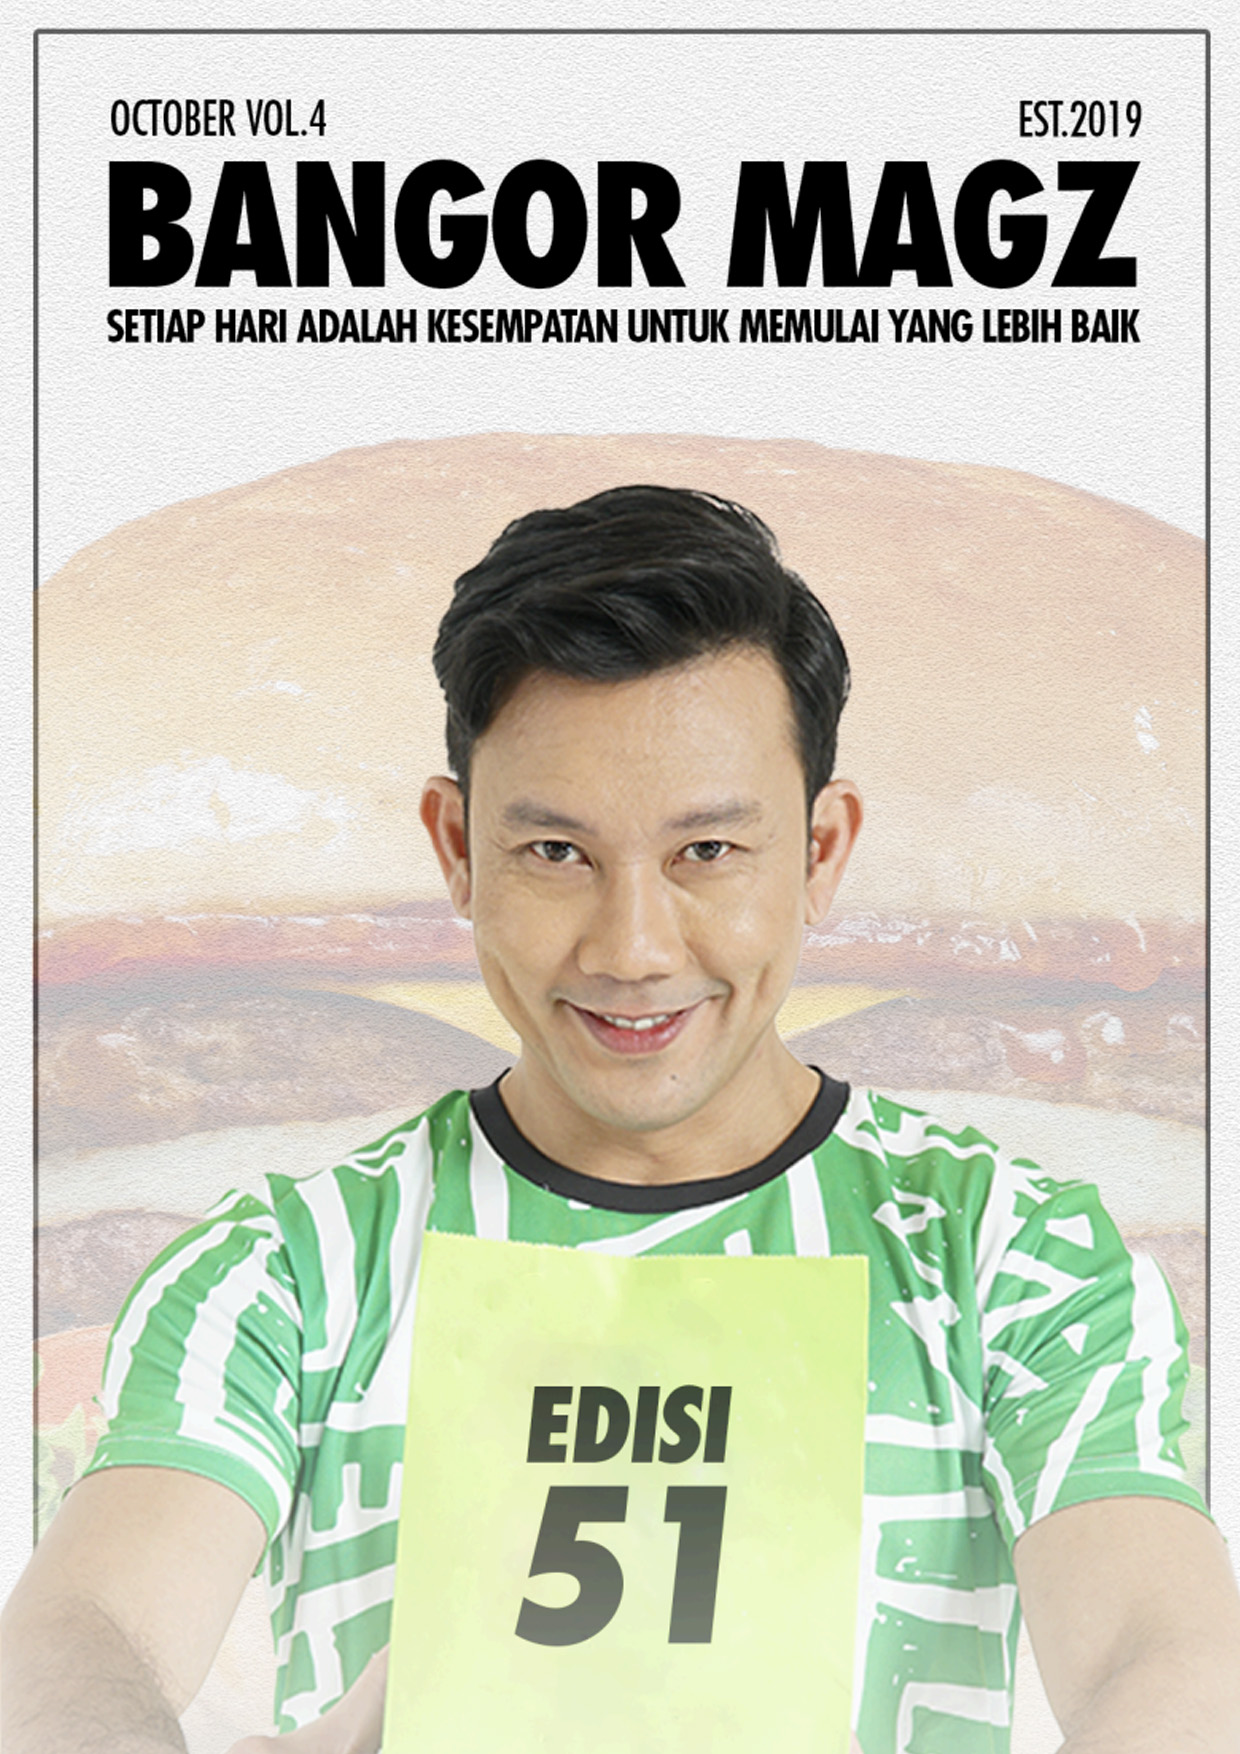 OCTOBER VOL.4
EST.2019
BANGOR MAGZ
SETIAP HARI ADALAH KESEMPATAN UNTUK MEMULAI YANG LEBIH BAIK
EDISI
51